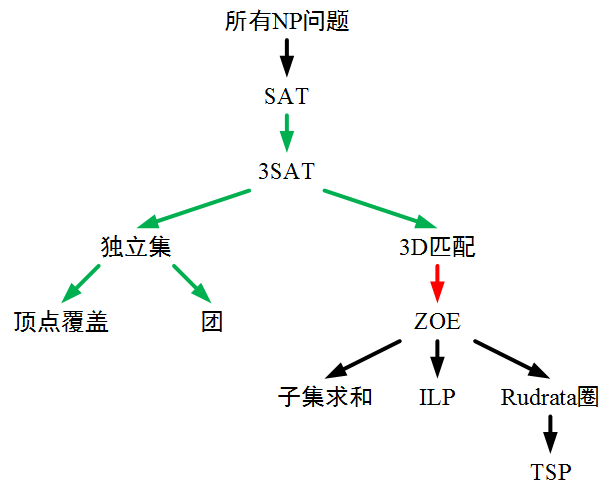 所有NP问题
SAT
3SAT
独立集
3D匹配
顶点覆盖
团
ZOE
子集求和
ILP
Rudrata圈
TSP